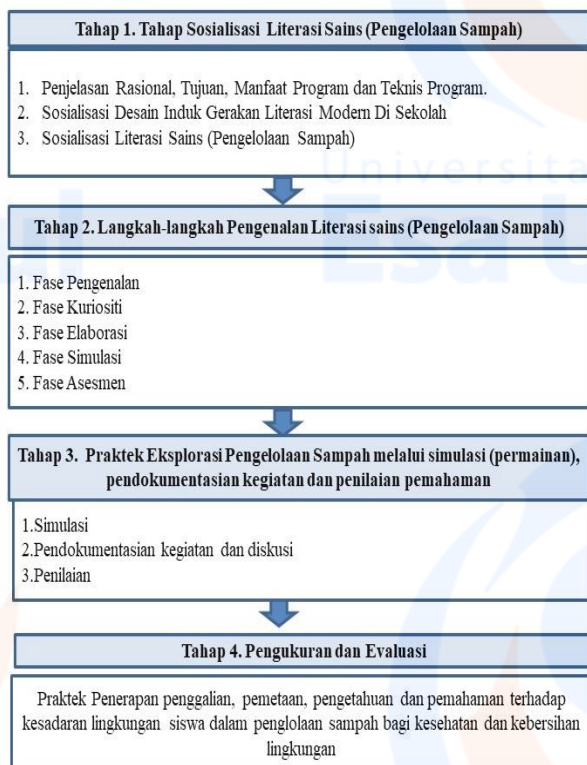 Tahap 1. Tahap Sosialisasi Literasi Sains (Pengelolaan Sampah)
1. Penjelasan Rasional, Tujuan, Manfaat Program dan Teknis Program.
2. Sosialisasi Desain Induk Gerakan Literasi Modern Di Sekolah
3. Sosialisasi Literasi Sains (Pengelolaan Sampah)
Universita
Esa U
ul
Tahap 2. Langkah-langkah Pengenalan Literasi sains (Pengelolaan Sampah)
1. Fase Pengenalan
2. Fase Kuriositi
3. Fase Elaborasi
4. Fase Simulasi
5. Fase Asesmen
Tahap 3. Praktek Eksplorasi Pengelolaan Sampah melalui simulasi (permainan),
pendokumentasian kegiatan dan penilaian pemahaman
1.Simulasi
2.Pendokumentasian kegiatan dan diskusi
3.Penilaian
Tahap 4. Pengukuran dan Evaluasi
Praktek Penerapan penggalian, pemetaan, pengetahuan dan pemahaman terhadap
kesadaran lingkungan siswa dalam penglolaan sampah bagi kesehatan dan kebersihan
lingkungan